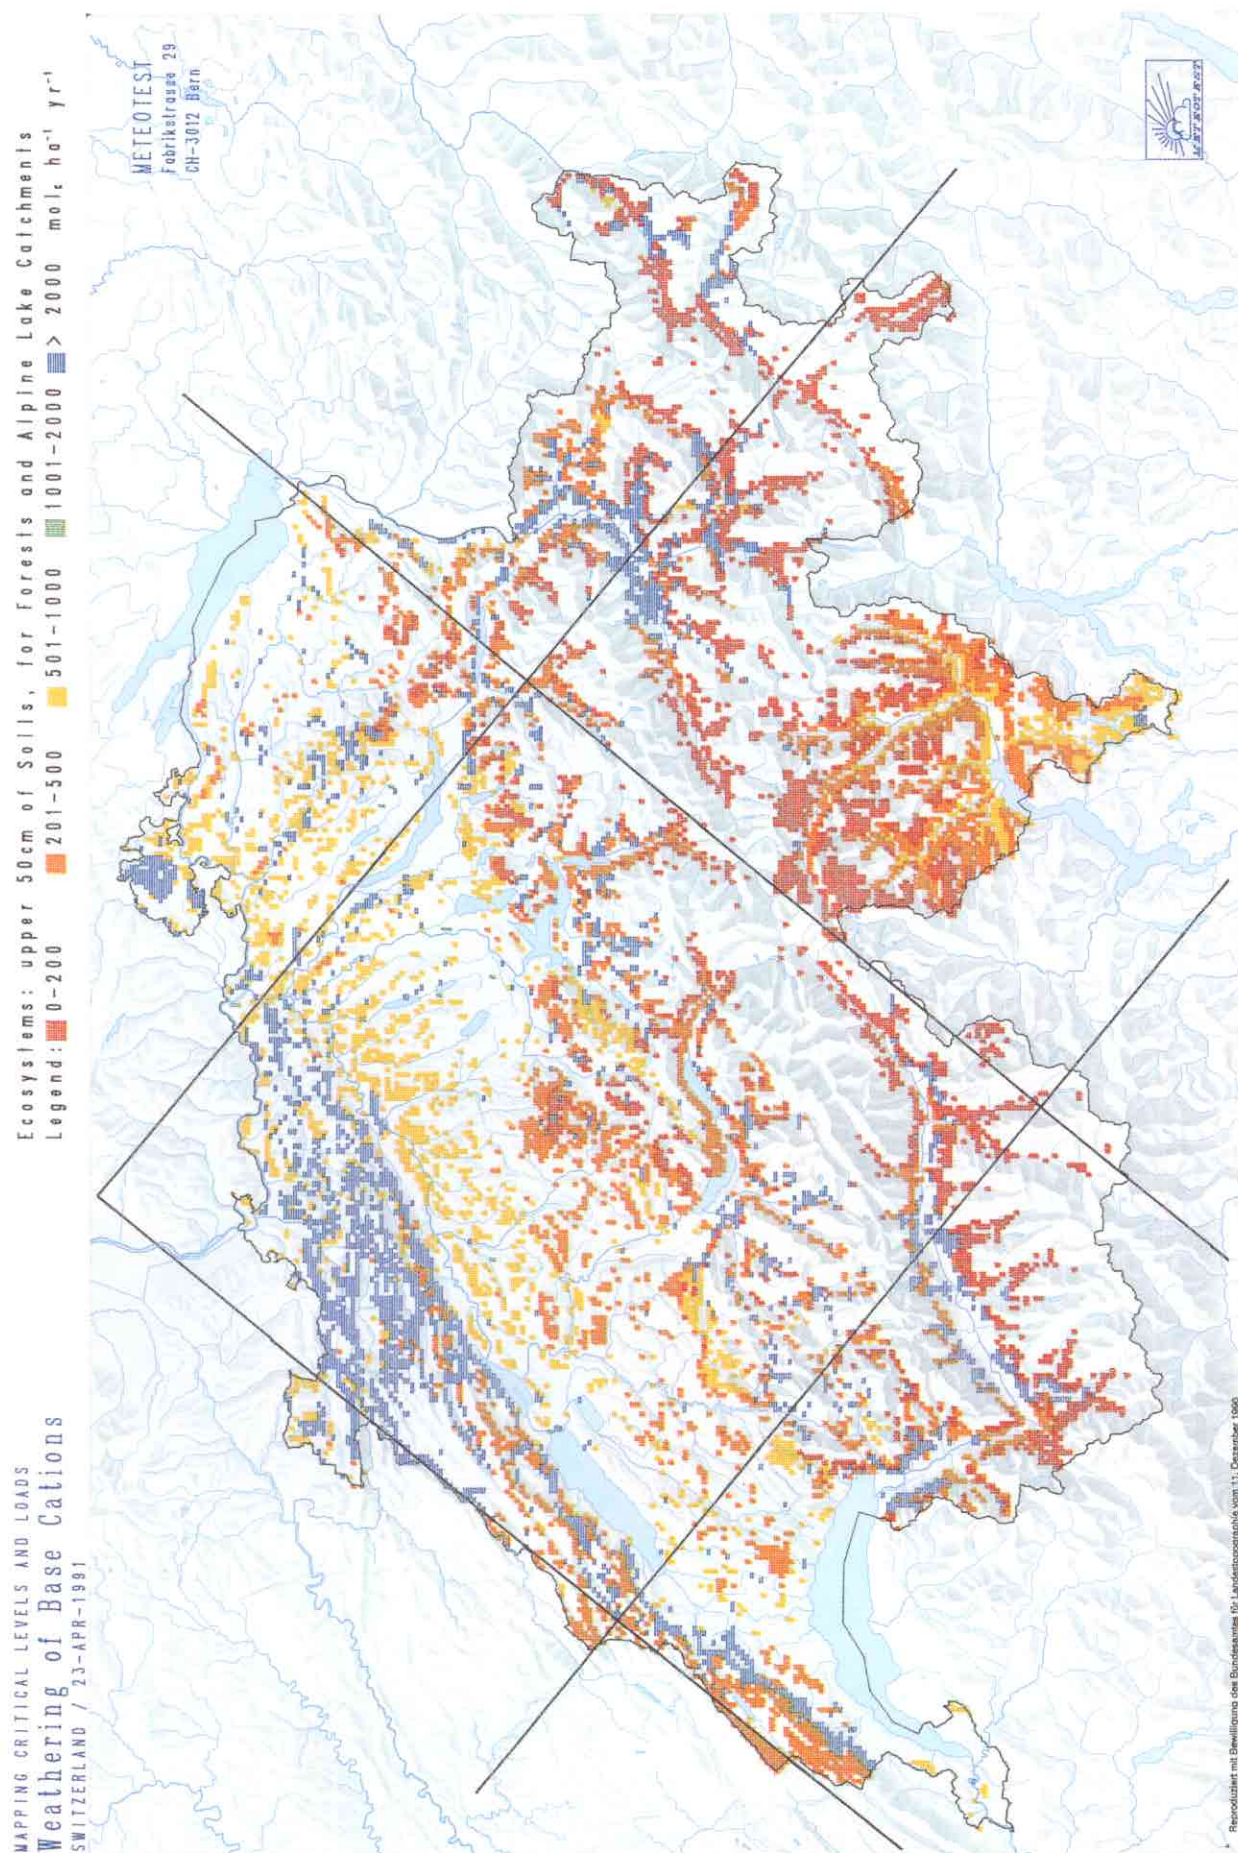 MAPPING CRITICAL LEVELS AND LOADS
Weathering of Base Cations
SWITZERLAND / 23-APR-1991
Ecosystems: upper 50cm of Soils, for Forests and Alpine Lake Catchments
Legend: 0-200 201-500 501-1000 1001-2000 > 2000 molc ha⁻¹ yr⁻¹
METEOTEST
Fabrikstrasse 29
CH-3012 Bern
METEOTEST
Reproduziert mit Bewilligung des Bundesamtes für Landestopographie vom 11. Dezember 1990